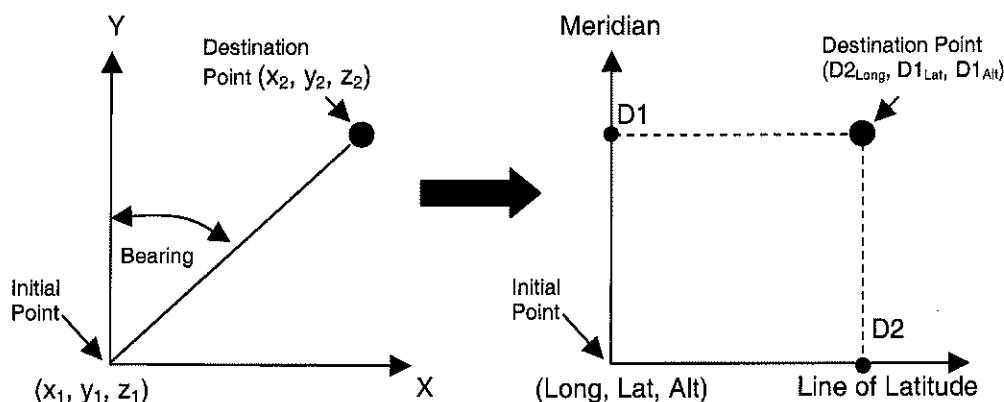 Y
Destination
Point (x₂, y₂, z₂)
Bearing
Initial
Point
X
(x₁, y₁, z₁)
Meridian
Destination Point
(D2Long, D1Lat, D1Alt)
D1
Initial
Point
D2
(Long, Lat, Alt)
Line of Latitude